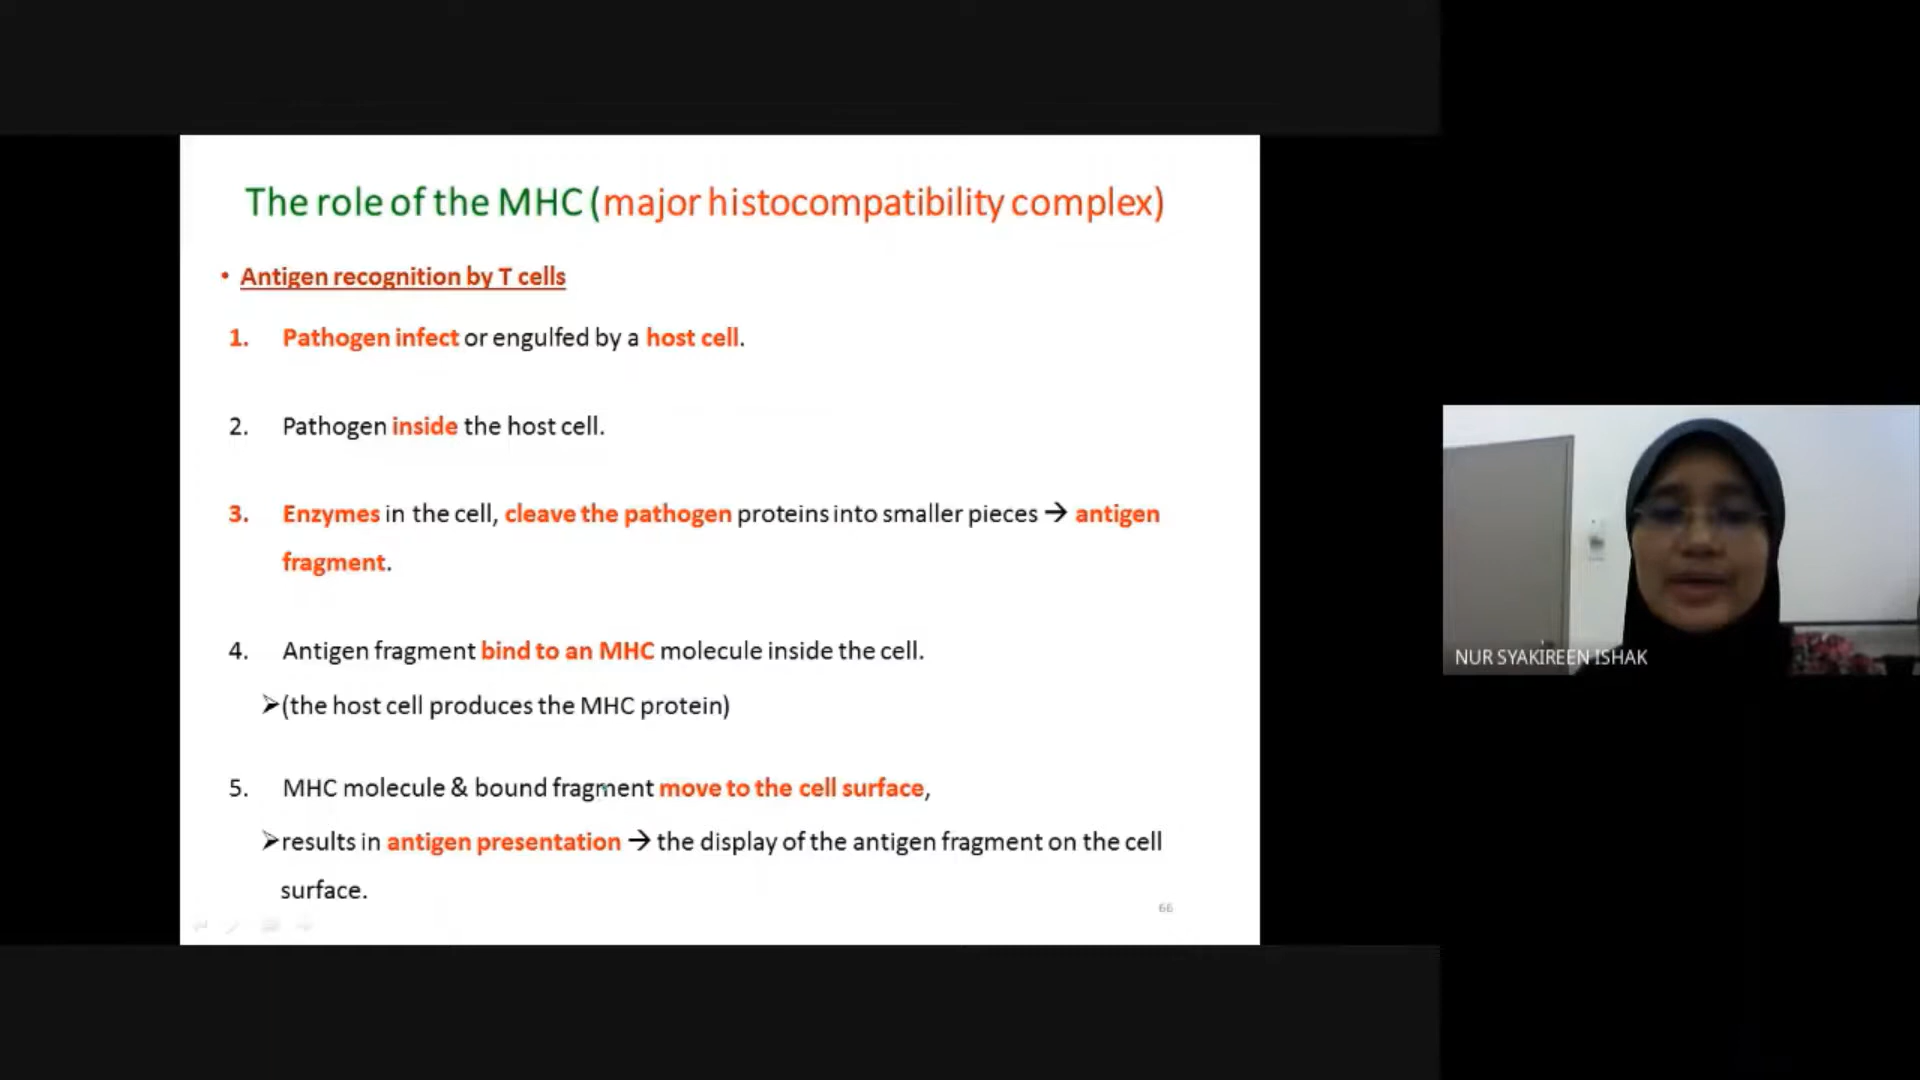 The role of the MHC (major histocompatibility complex)
• Antigen recognition by T cells
1. Pathogen infect or engulfed by a host cell.
2. Pathogen inside the host cell.
3. Enzymes in the cell, cleave the pathogen proteins into smaller pieces → antigen
fragment.
4. Antigen fragment bind to an MHC molecule inside the cell.
➢(the host cell produces the MHC protein)
5. MHC molecule & bound fragment move to the cell surface,
➢results in antigen presentation → the display of the antigen fragment on the cell
surface.
66
NUR SYAKIREEN ISHAK